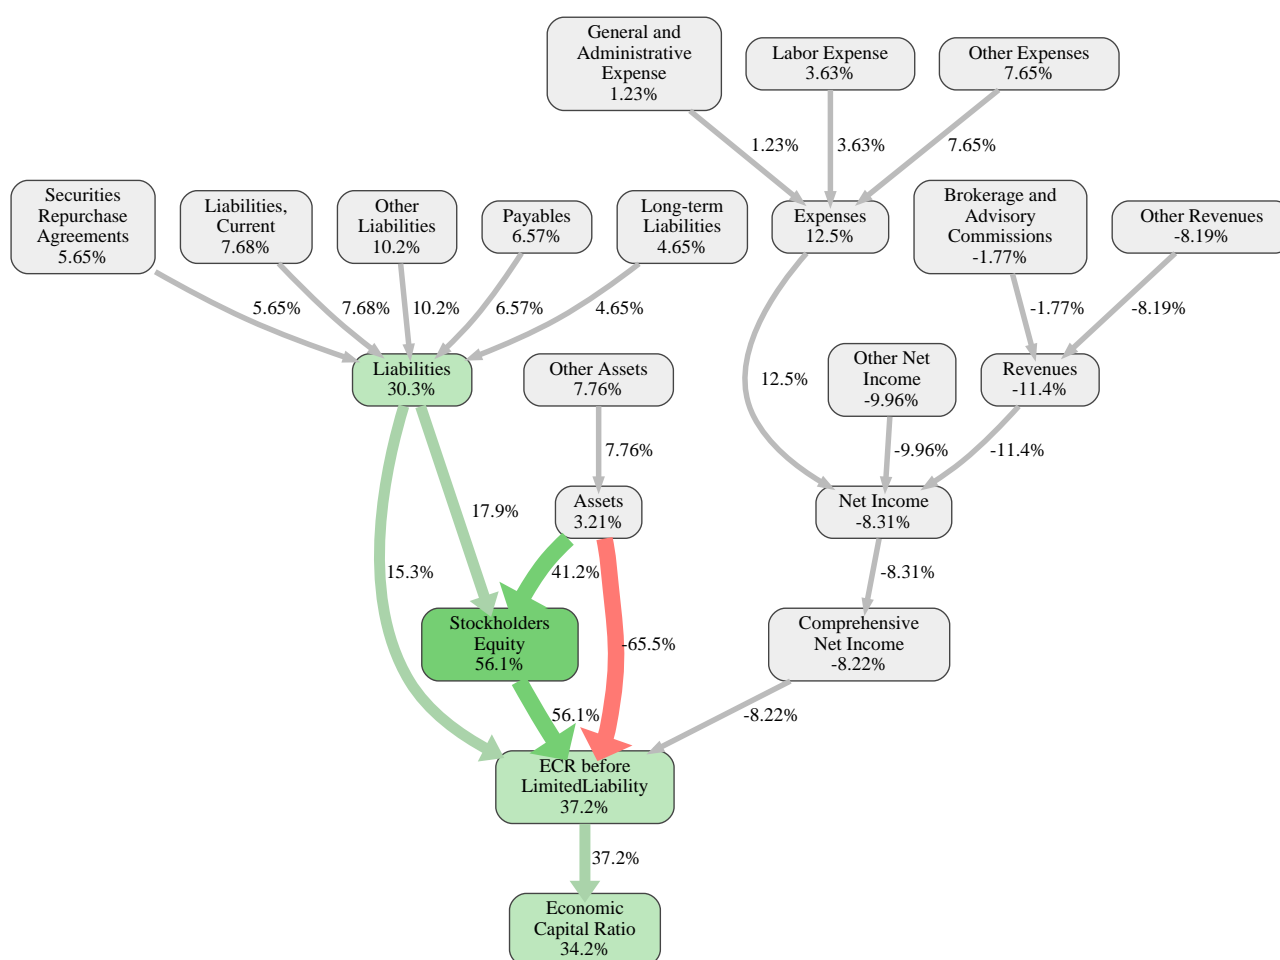 General and
Administrative
Expense
1.23%
Labor Expense
3.63%
Other Expenses
7.65%
1.23%
3.63%
7.65%
Securities
Repurchase
Agreements
5.65%
Liabilities,
Current
7.68%
Other
Liabilities
10.2%
Payables
6.57%
Long-term
Liabilities
4.65%
Expenses
12.5%
Brokerage and
Advisory
Commissions
-1.77%
Other Revenues
-8.19%
5.65%
7.68%
10.2%
6.57%
4.65%
-1.77%
-8.19%
Liabilities
30.3%
Other Assets
7.76%
12.5%
Other Net
Income
-9.96%
Revenues
-11.4%
7.76%
-9.96%
-11.4%
17.9%
Assets
3.21%
Net Income
-8.31%
15.3%
41.2%
-8.31%
Stockholders
Equity
56.1%
-65.5%
Comprehensive
Net Income
-8.22%
56.1%
-8.22%
ECR before
LimitedLiability
37.2%
37.2%
Economic
Capital Ratio
34.2%